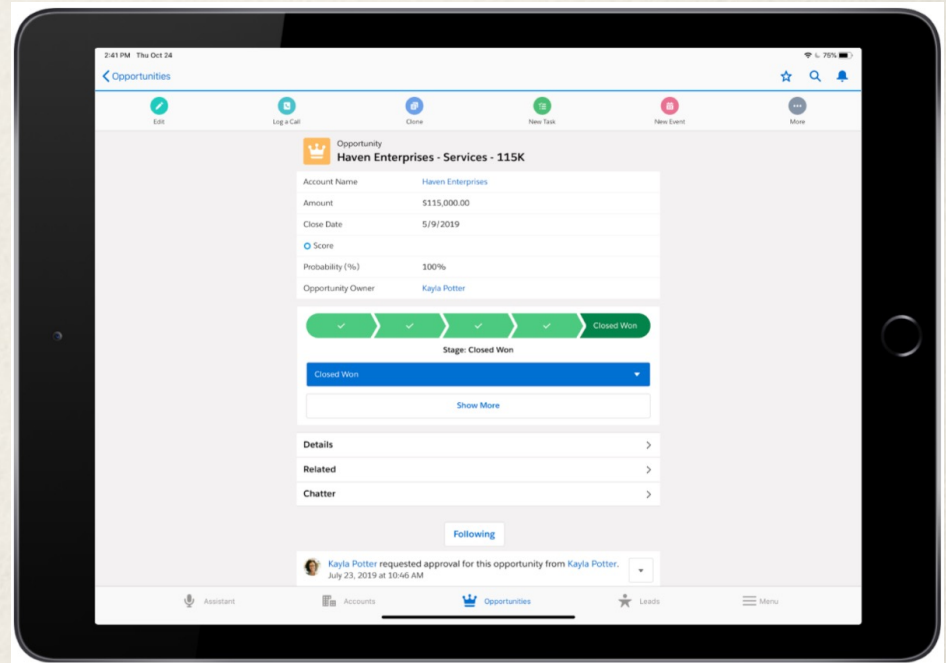 2:41 PM Thu Oct 24 75%
Opportunities
Edit Log a Call Clone New Task New Event More
Opportunity
Haven Enterprises - Services - 115K
Account Name Haven Enterprises
Amount $115,000.00
Close Date 5/9/2019
Score
Probability (%) 100%
Opportunity Owner Kayla Potter
Closed Won
Stage: Closed Won
Closed Won
Show More
Details
Related
Chatter
Following
Kayla Potter requested approval for this opportunity from Kayla Potter.
July 23, 2019 at 10:46 AM
Assistant Accounts Opportunities Leads Menu